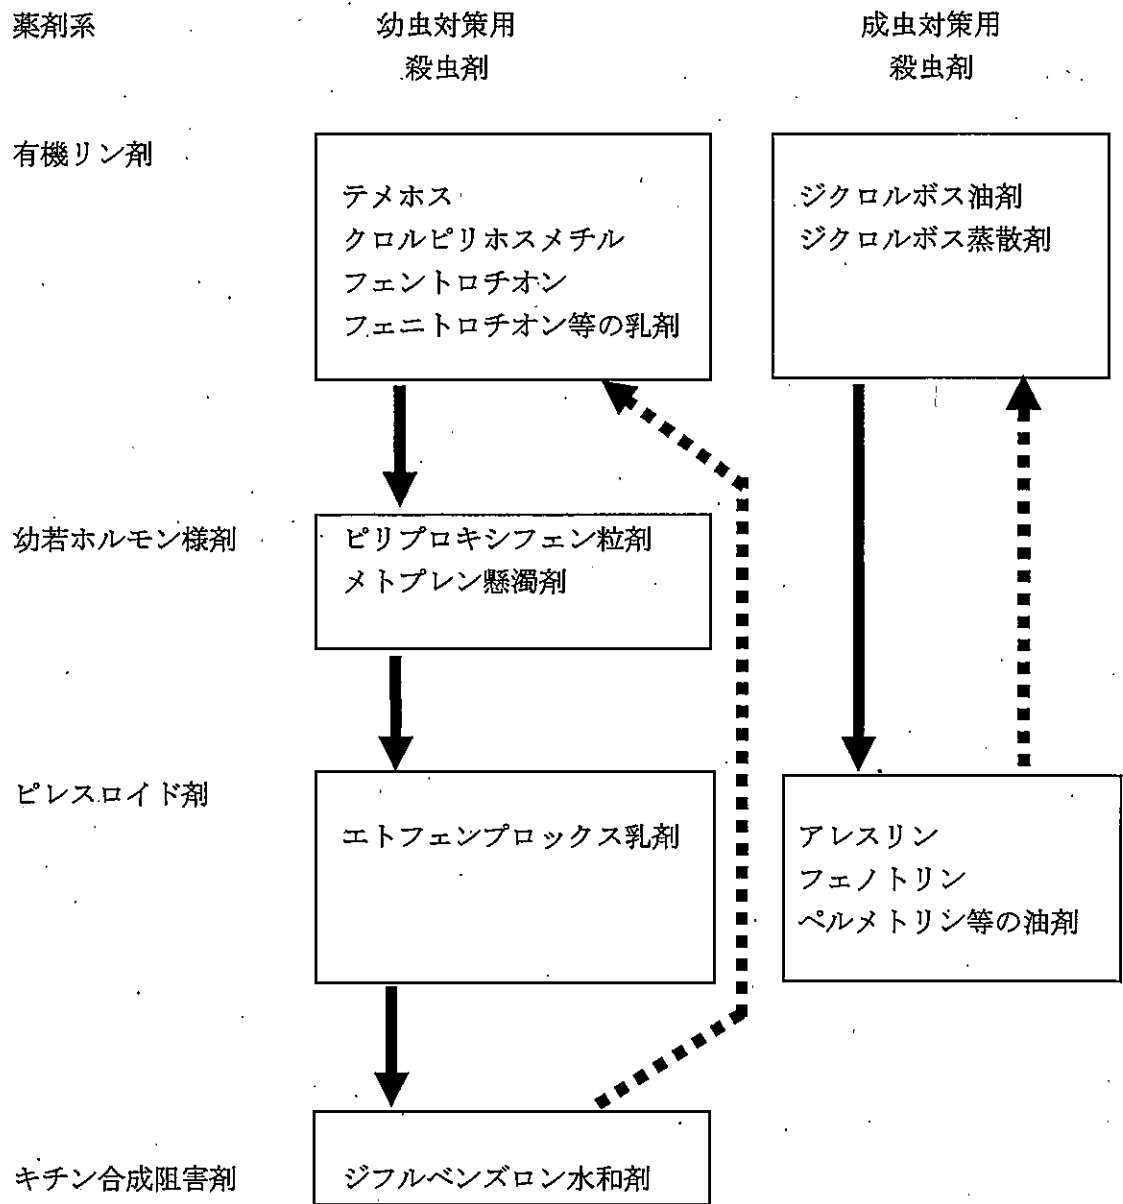 薬剤系
幼虫対策用
殺虫剤
成虫対策用
殺虫剤
有機リン剤
テメホス
クロルピリホスメチル
フェントロチオン
フェニトロチオン等の乳剤
ジクロルボス油剤
ジクロルボス蒸散剤
幼若ホルモン様剤
ピリプロキシフェン粒剤
メトプレン懸濁剤
ピレスロイド剤
エトフェンプロックス乳剤
アレスリン
フェノトリン
ペルメトリン等の油剤
キチン合成阻害剤
ジフルベンズロン水和剤